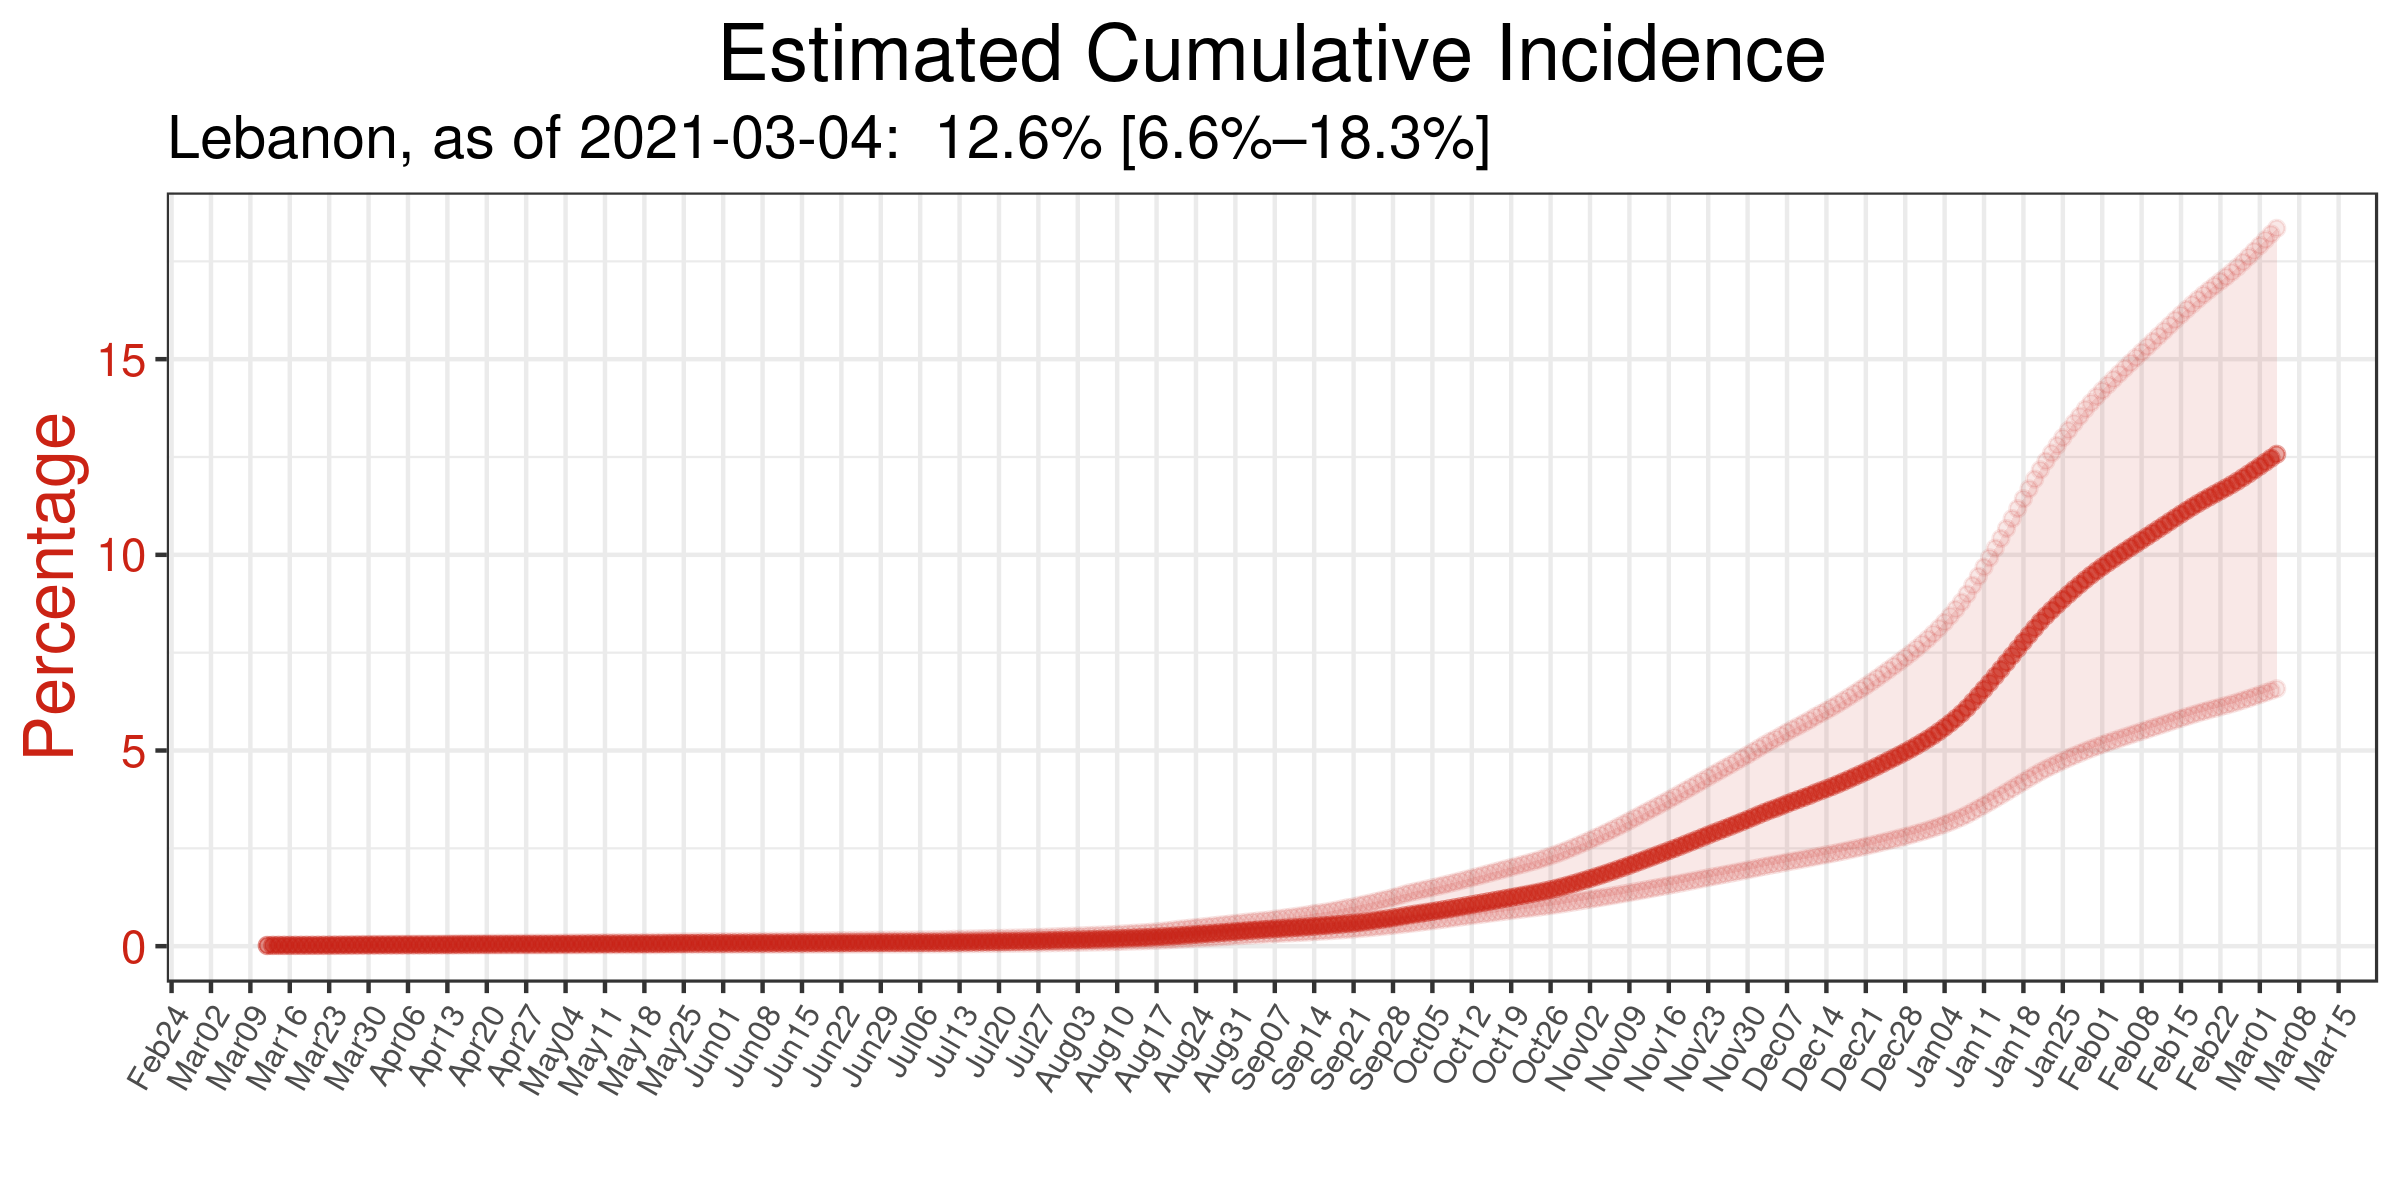 Estimated Cumulative Incidence
Lebanon, as of 2021-03-04:  12.6% [6.6%–18.3%]
Percentage
15
10
5
0
Feb24
Mar02
Mar09
Mar16
Mar23
Mar30
Apr06
Apr13
Apr20
Apr27
May04
May11
May18
May25
Jun01
Jun08
Jun15
Jun22
Jun29
Jul06
Jul13
Jul20
Jul27
Aug03
Aug10
Aug17
Aug24
Aug31
Sep07
Sep14
Sep21
Sep28
Oct05
Oct12
Oct19
Oct26
Nov02
Nov09
Nov16
Nov23
Nov30
Dec07
Dec14
Dec21
Dec28
Jan04
Jan11
Jan18
Jan25
Feb01
Feb08
Feb15
Feb22
Mar01
Mar08
Mar15